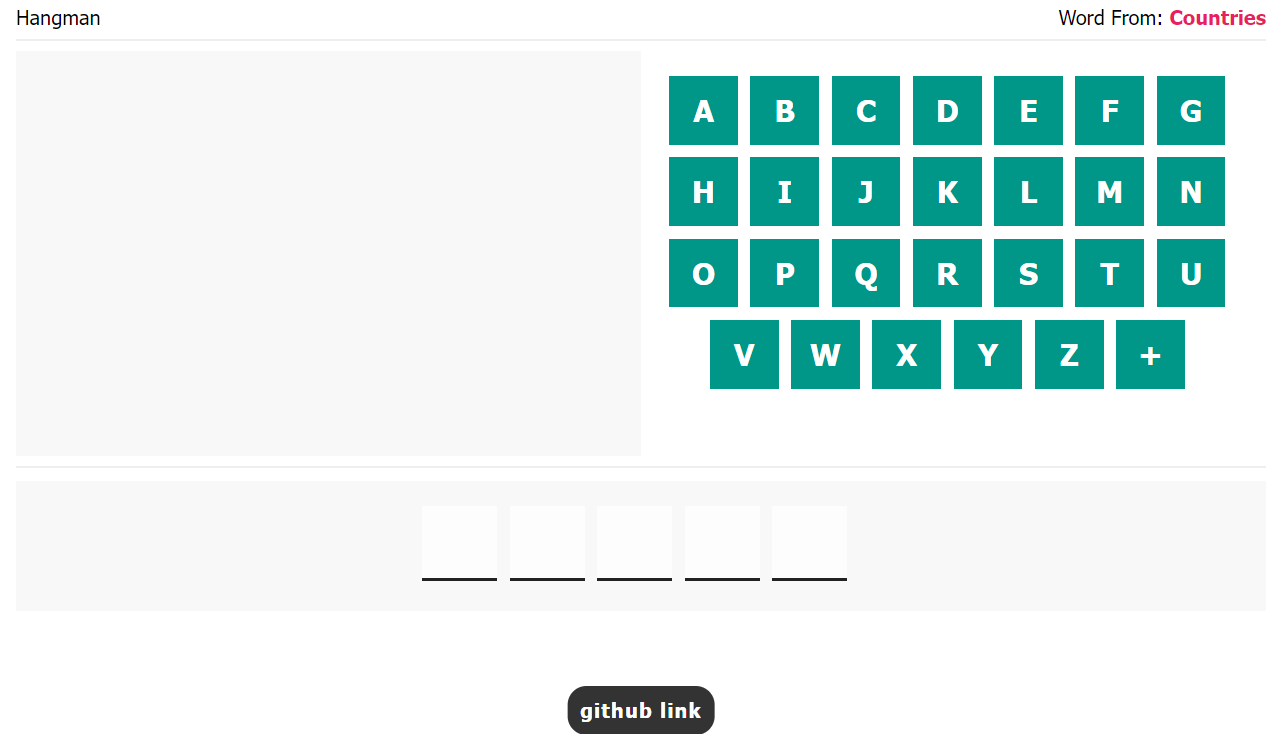 Hangman
Word From: Countries
A B C D E F G
H I J K L M N
O P Q R S T U
V W X Y Z +
github link